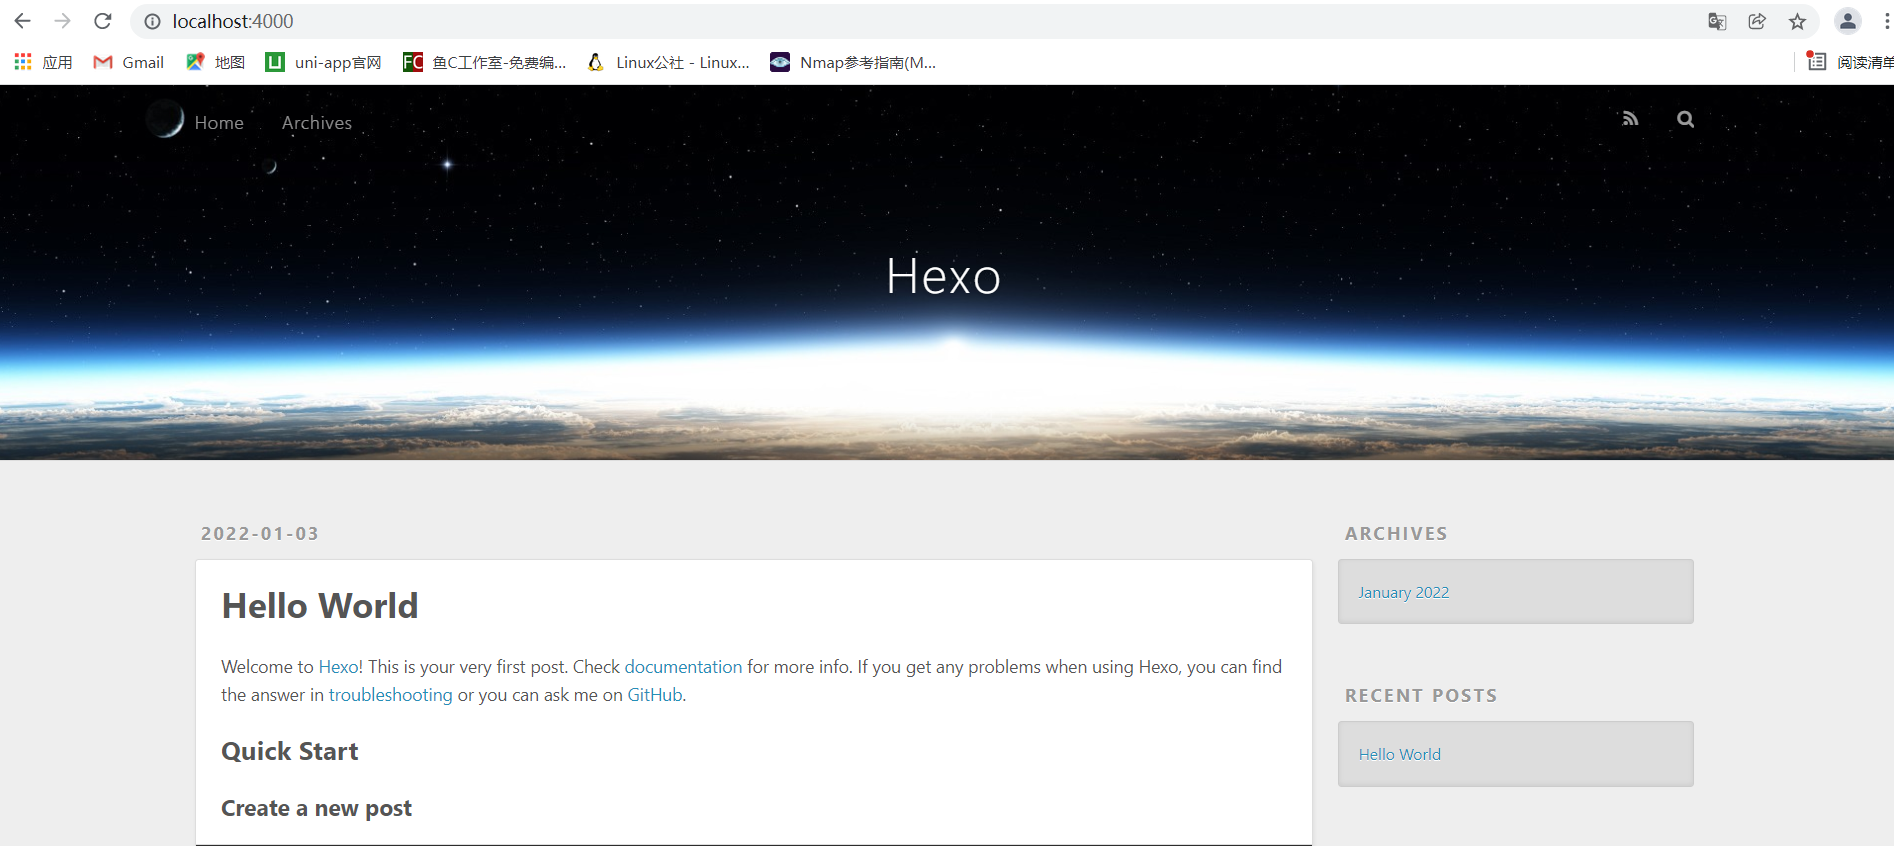 localhost:4000
应用 Gmail 地图 uni-app官网 鱼C工作室-免费编... Linux公社 - Linux... Nmap参考指南(M... 阅读清单
Home Archives
Hexo
2022-01-03
Hello World
Welcome to Hexo! This is your very first post. Check documentation for more info. If you get any problems when using Hexo, you can find
the answer in troubleshooting or you can ask me on GitHub.
Quick Start
Create a new post
ARCHIVES
January 2022
RECENT POSTS
Hello World